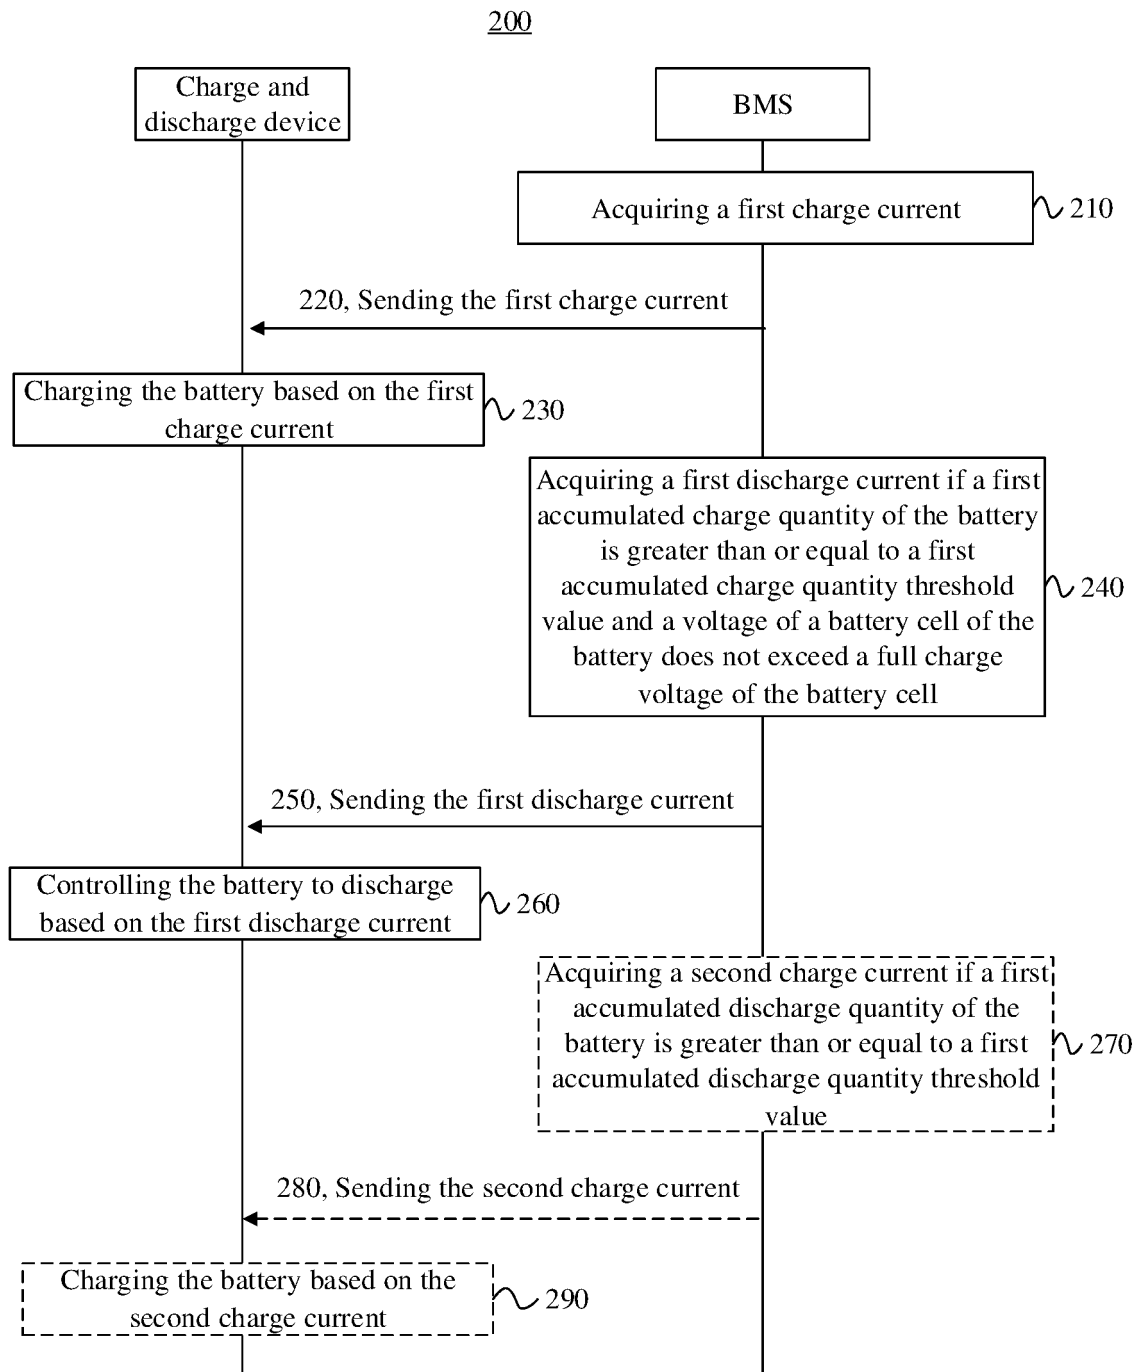 200
Charge and
discharge device
BMS
Acquiring a first charge current
210
220, Sending the first charge current
Charging the battery based on the first
charge current
230
Acquiring a first discharge current if a first
accumulated charge quantity of the battery
is greater than or equal to a first
accumulated charge quantity threshold
value and a voltage of a battery cell of the
battery does not exceed a full charge
voltage of the battery cell
240
250, Sending the first discharge current
Controlling the battery to discharge
based on the first discharge current
260
Acquiring a second charge current if a first
accumulated discharge quantity of the
battery is greater than or equal to a first
accumulated discharge quantity threshold
value
270
280, Sending the second charge current
Charging the battery based on the
second charge current
290